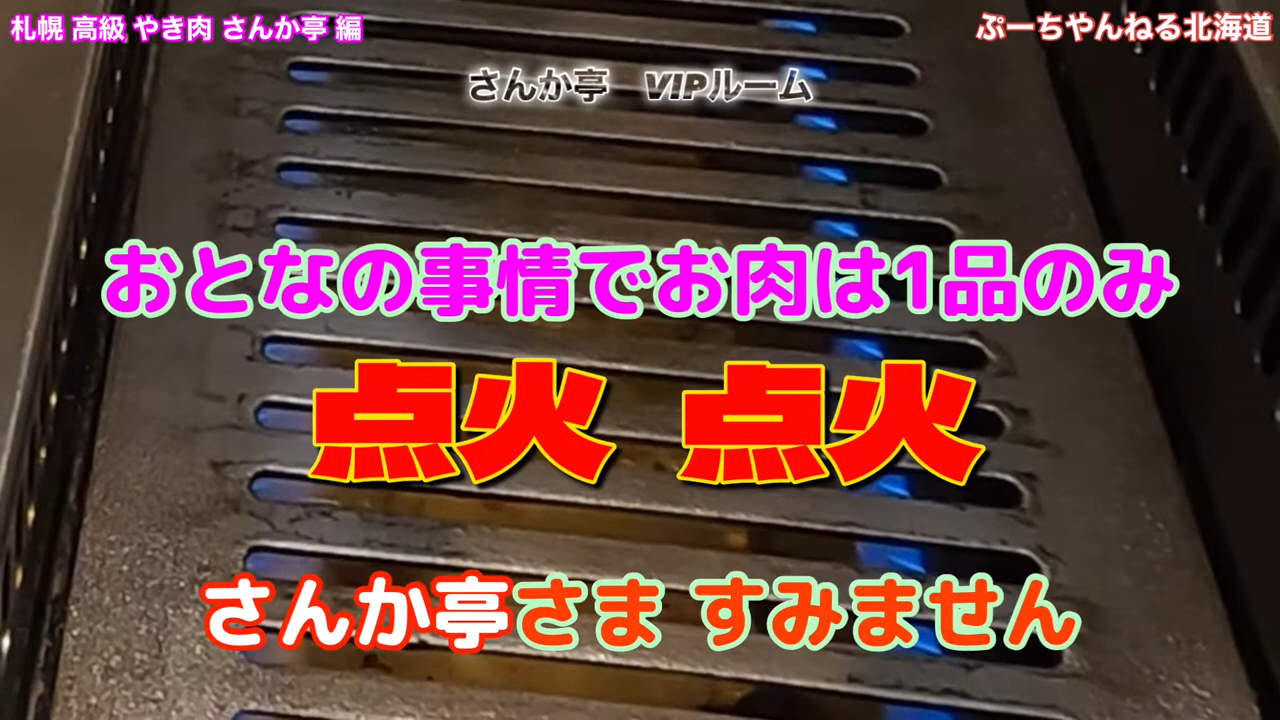 札幌 高級 やき肉 さんか亭 編
ぷーちやんねる北海道
さんか亭　VIPルーム
おとなの事情でお肉は1品のみ
点火 点火
さんか亭さま すみません